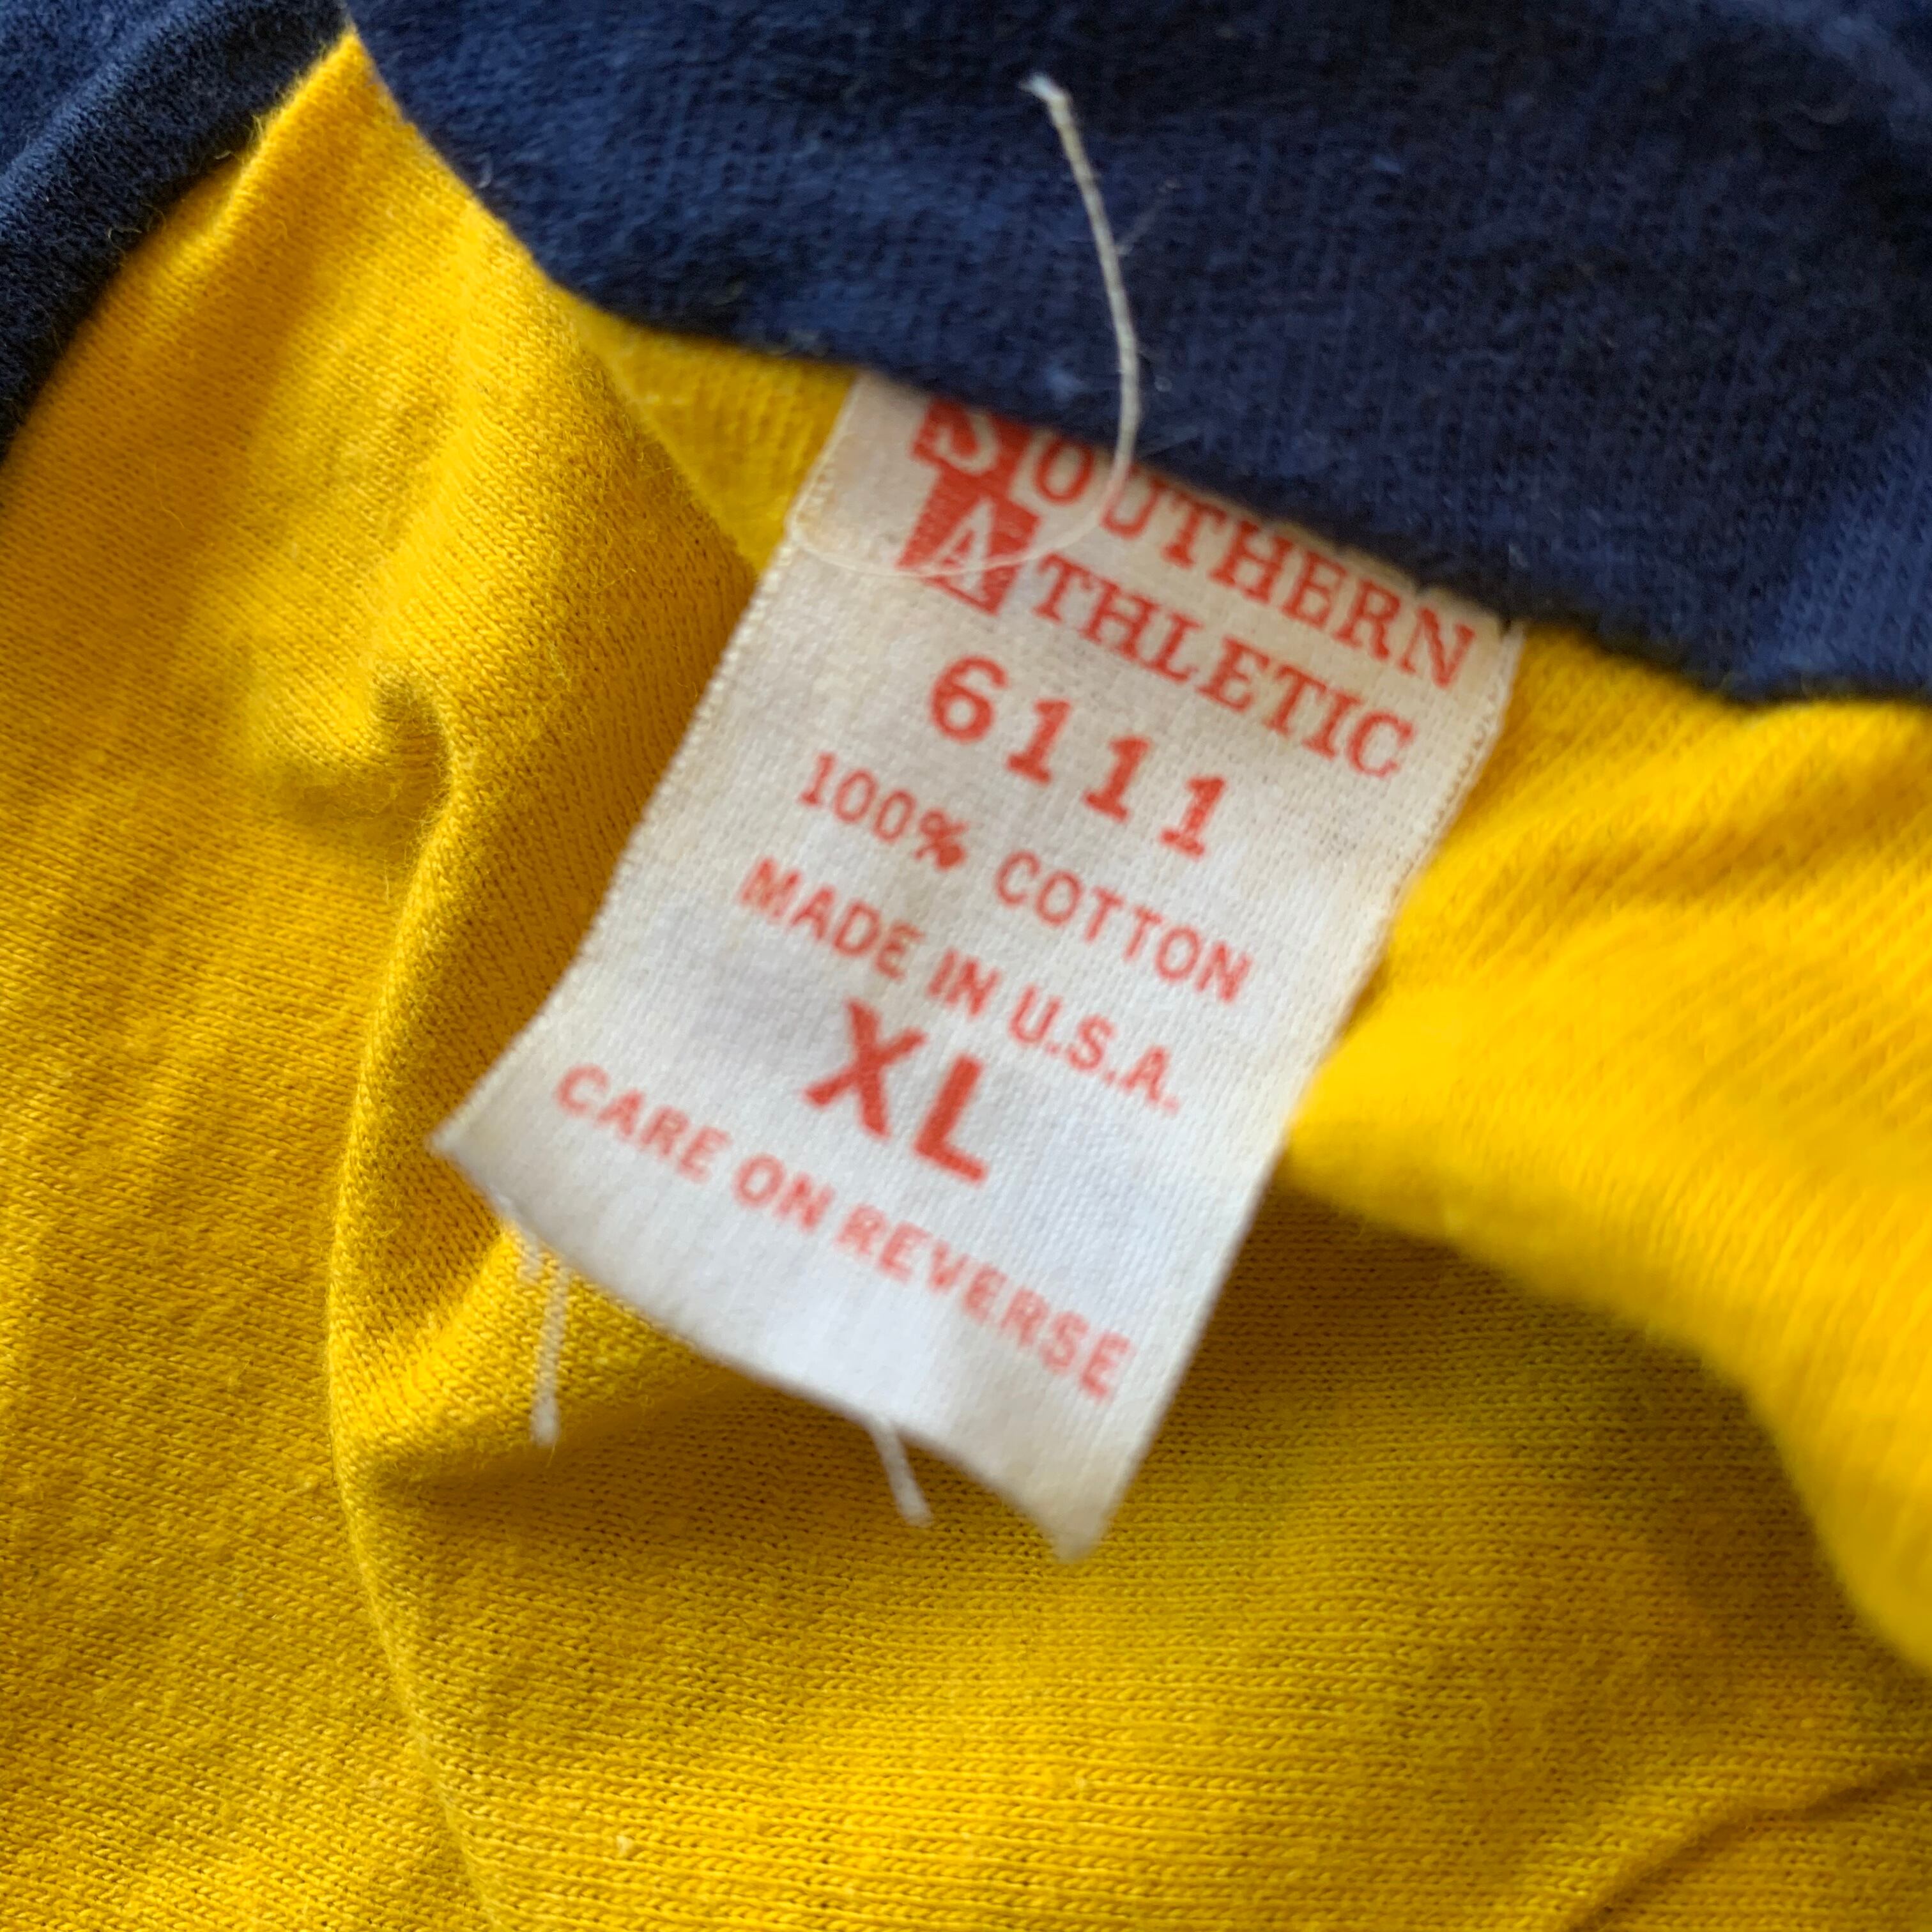 SOUTHERN
ATHLETIC
6111
100% COTTON
MADE IN U.S.A.
XL
CARE ON REVERSE